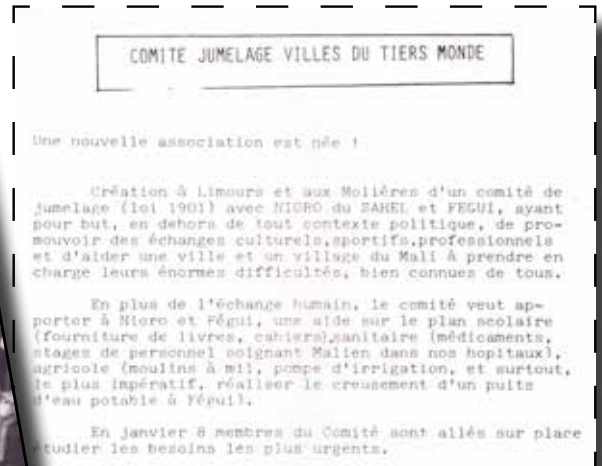 COMITE JUMELAGE VILLES DU TIERS MONDE
Une nouvelle association est née !
Création à Limours et aux Molières d'un comité de
jumelage (loi 1901) avec NIORO du SAHEL et FEGUI, ayant
pour but, en dehors de tout contexte politique, de pro-
mouvoir des échanges culturels,sportifs,professionnels
et d'aider une ville et un village du Mali à prendre en
charge leurs énormes difficultés, bien connues de tous.
En plus de l'échange humain, le comité veut ap-
porter à Nioro et Fégui, une aide sur le plan scolaire
(fourniture de livres, cahiers),sanitaire (médicaments,
stages de personnel soignant Malien dans nos hopitaux),
agricole (moulins à mil, pompe d'irrigation, et surtout,
le plus impératif, réaliser le creusement d'un puits
d'eau potable à Fégui).
En janvier 8 membres du Comité sont allés sur place
étudier les besoins les plus urgents.